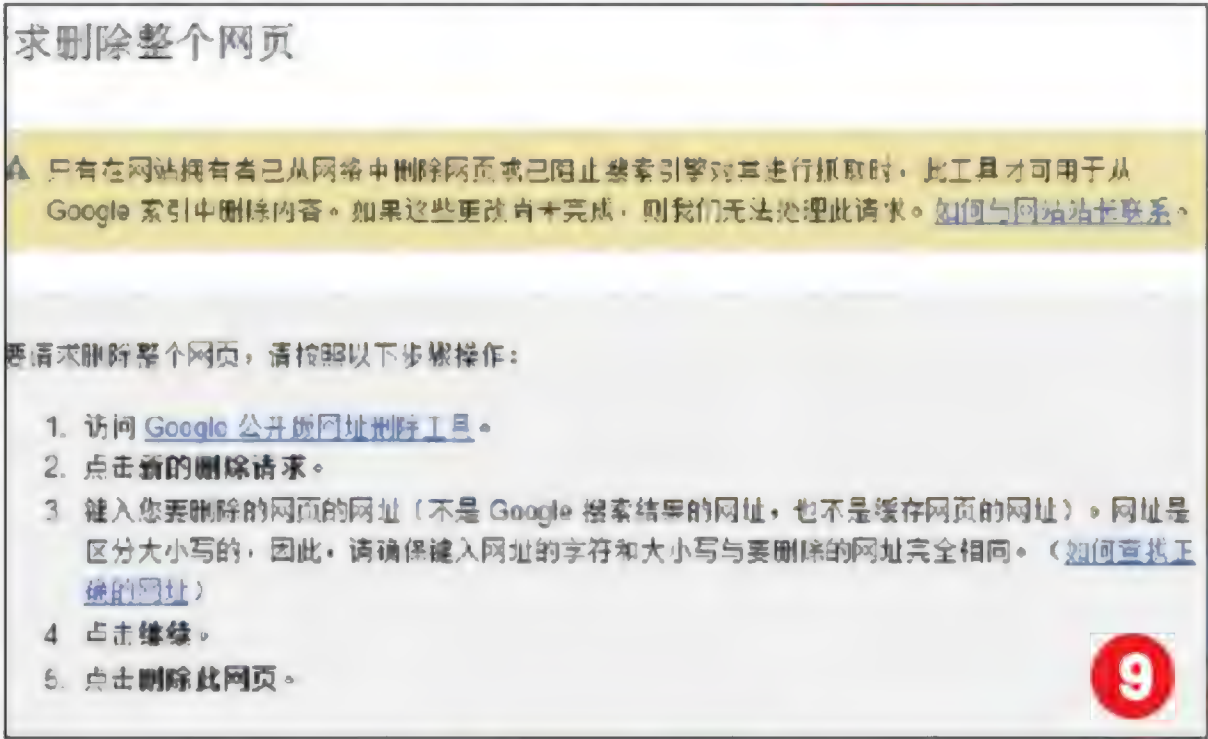 求删除整个网页
只有在网站拥有者已从网络中删除网页或已阻止搜索引擎对其进行抓取时，此工具才可用于从
Google 索引中删除内容。如果这些更改尚未完成，则我们无法处理此请求。如何与网站站长联系。
要请求删除整个网页，请按照以下步骤操作：
1. 访问 Google 公开版网址删除工具。
2. 点击新的删除请求。
3 键入您要删除的网页的网址（不是 Google 搜索结果的网址，也不是缓存网页的网址）。网址是
区分大小写的，因此，请确保键入网址的字符和大小写与要删除的网址完全相同。（如何查找正
确的网址）
4 点击继续。
5. 点击删除此网页。
9